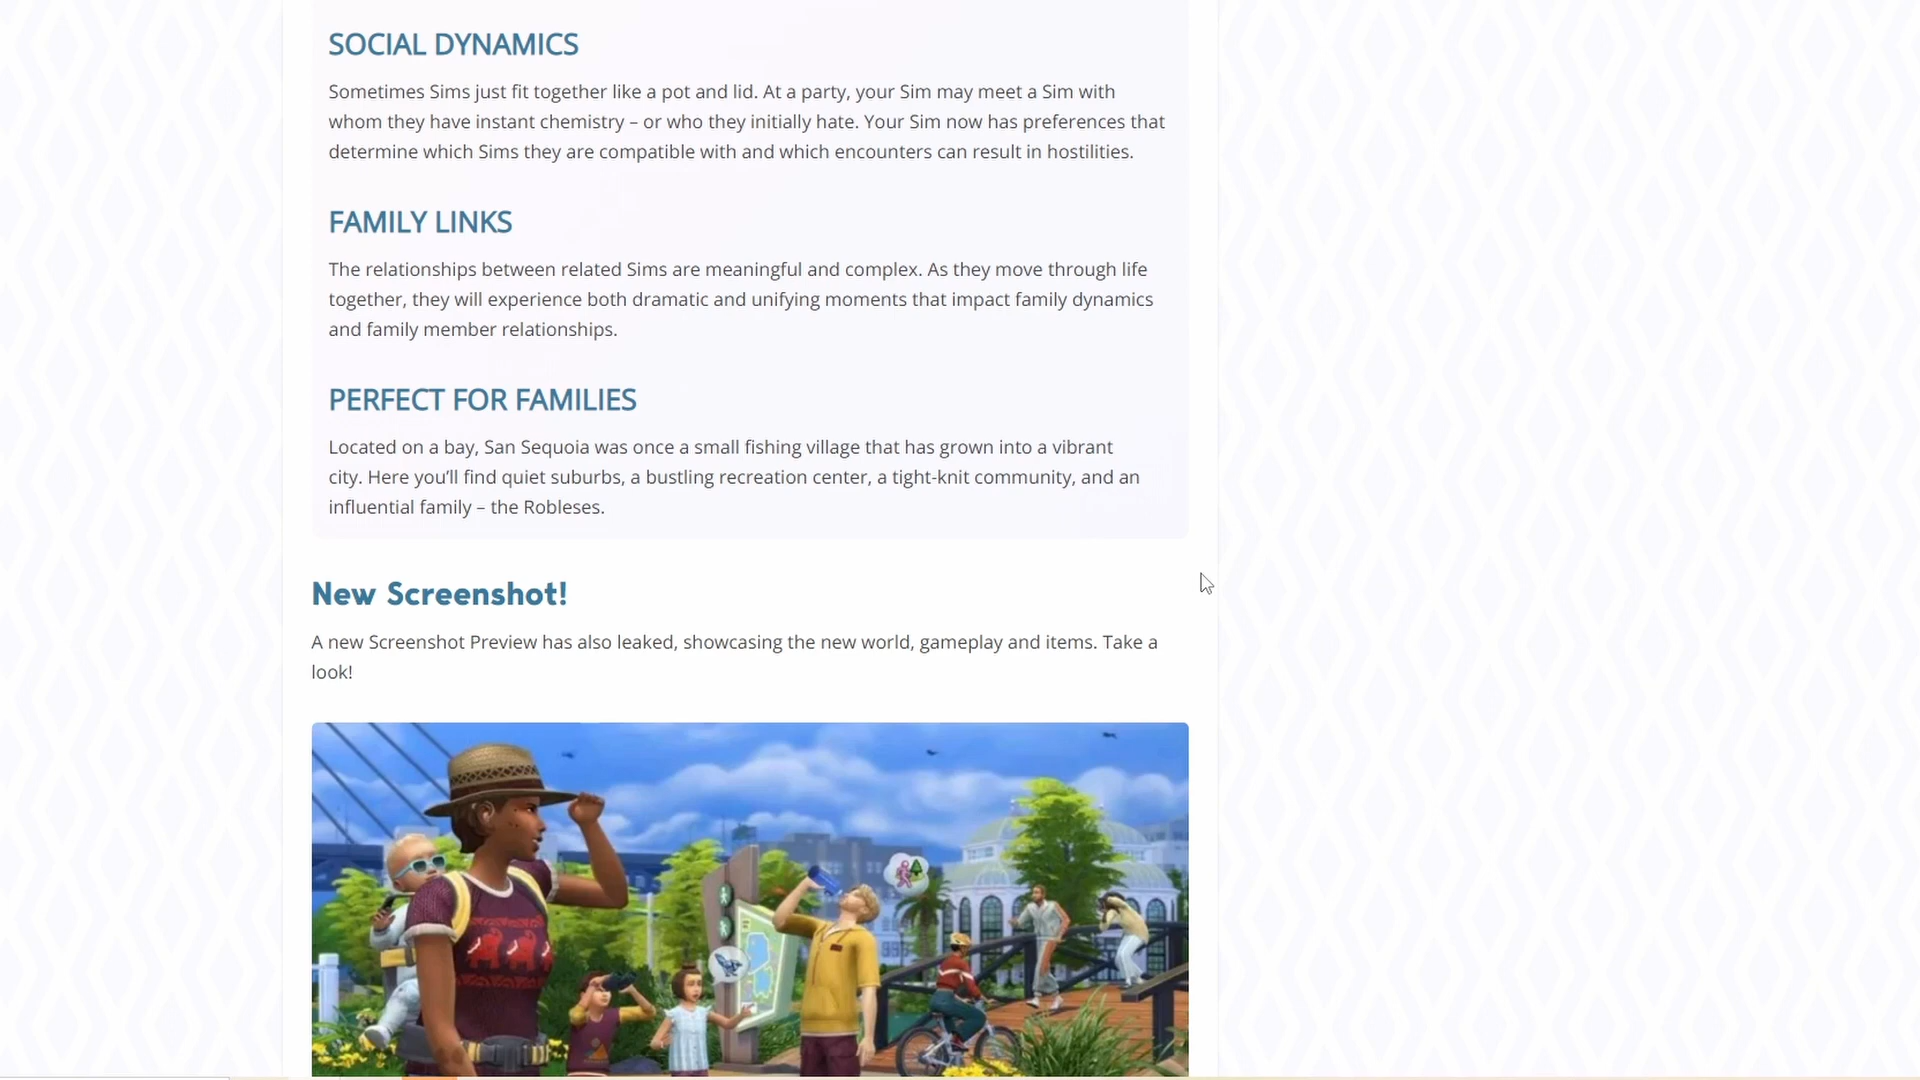 SOCIAL DYNAMICS
Sometimes Sims just fit together like a pot and lid. At a party, your Sim may meet a Sim with
whom they have instant chemistry – or who they initially hate. Your Sim now has preferences that
determine which Sims they are compatible with and which encounters can result in hostilities.
FAMILY LINKS
The relationships between related Sims are meaningful and complex. As they move through life
together, they will experience both dramatic and unifying moments that impact family dynamics
and family member relationships.
PERFECT FOR FAMILIES
Located on a bay, San Sequoia was once a small fishing village that has grown into a vibrant
city. Here you’ll find quiet suburbs, a bustling recreation center, a tight-knit community, and an
influential family – the Robleses.
New Screenshot!
A new Screenshot Preview has also leaked, showcasing the new world, gameplay and items. Take a
look!